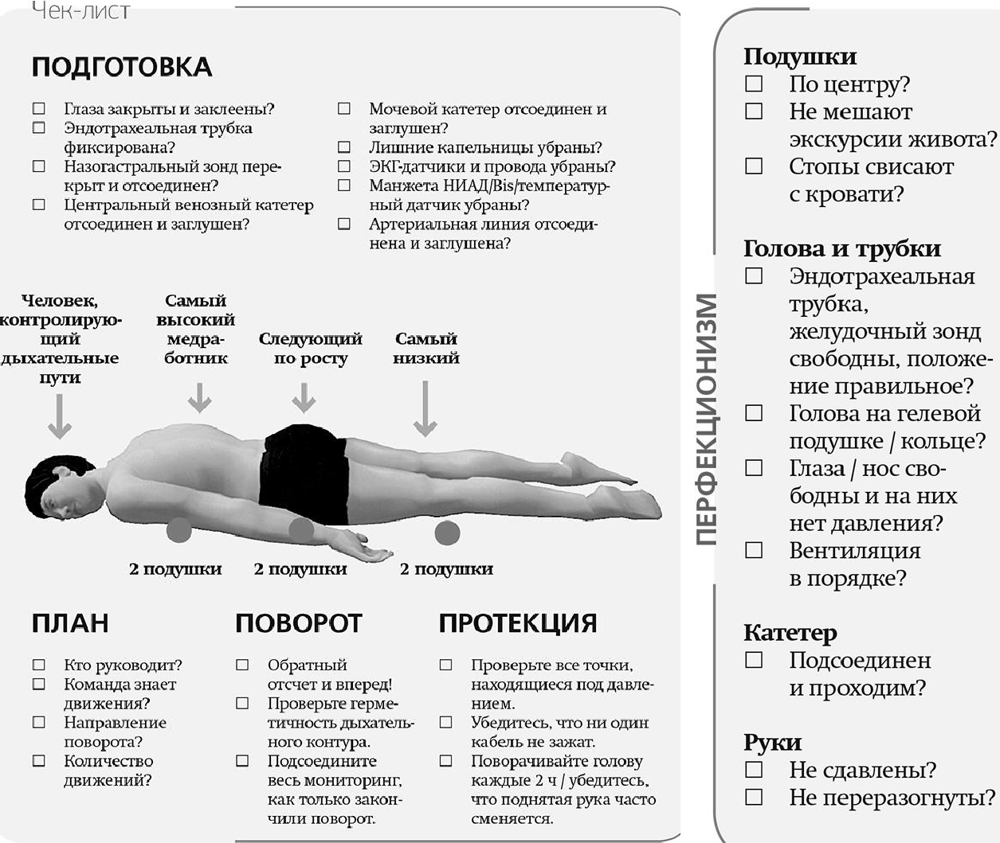 Чек-лист
ПОДГОТОВКА
☐ Глаза закрыты и заклеены?
☐ Эндотрахеальная трубка
фиксирована?
☐ Назогастральный зонд пере-
крыт и отсоединен?
☐ Центральный венозный катетер
отсоединен и заглушен?
☐ Мочевой катетер отсоединен и
заглушен?
☐ Лишние капельницы убраны?
☐ ЭКГ-датчики и провода убраны?
☐ Манжета НИАД/Bis/температур-
ный датчик убраны?
☐ Артериальная линия отсоеди-
нена и заглушена?
Человек,
контролирую-
щий
дыхательные
пути
Самый
высокий
медра-
ботник
Следующий
по росту
Самый
низкий
2 подушки
2 подушки
2 подушки
ПЛАН
☐ Кто руководит?
☐ Команда знает
движения?
☐ Направление
поворота?
☐ Количество
движений?
ПОВОРОТ
☐ Обратный
отсчет и вперед!
☐ Проверьте герме-
тичность дыхатель-
ного контура.
☐ Подсоедините
весь мониторинг,
как только закон-
чили поворот.
ПРОТЕКЦИЯ
☐ Проверьте все точки,
находящиеся под давле-
нием.
☐ Убедитесь, что ни один
кабель не зажат.
☐ Поворачивайте голову
каждые 2 ч / убедитесь,
что поднятая рука часто
сменяется.
ПЕРФЕКЦИОНИЗМ
Подушки
☐ По центру?
☐ Не мешают
экскурсии живота?
☐ Стопы свисают
с кровати?
Голова и трубки
☐ Эндотрахеальная
трубка,
желудочный зонд
свободны, положе-
ние правильное?
☐ Голова на гелевой
подушке / кольце?
☐ Глаза / нос сво-
бодны и на них
нет давления?
☐ Вентиляция
в порядке?
Катетер
☐ Подсоединен
и проходим?
Руки
☐ Не сдавлены?
☐ Не переразогнуты?